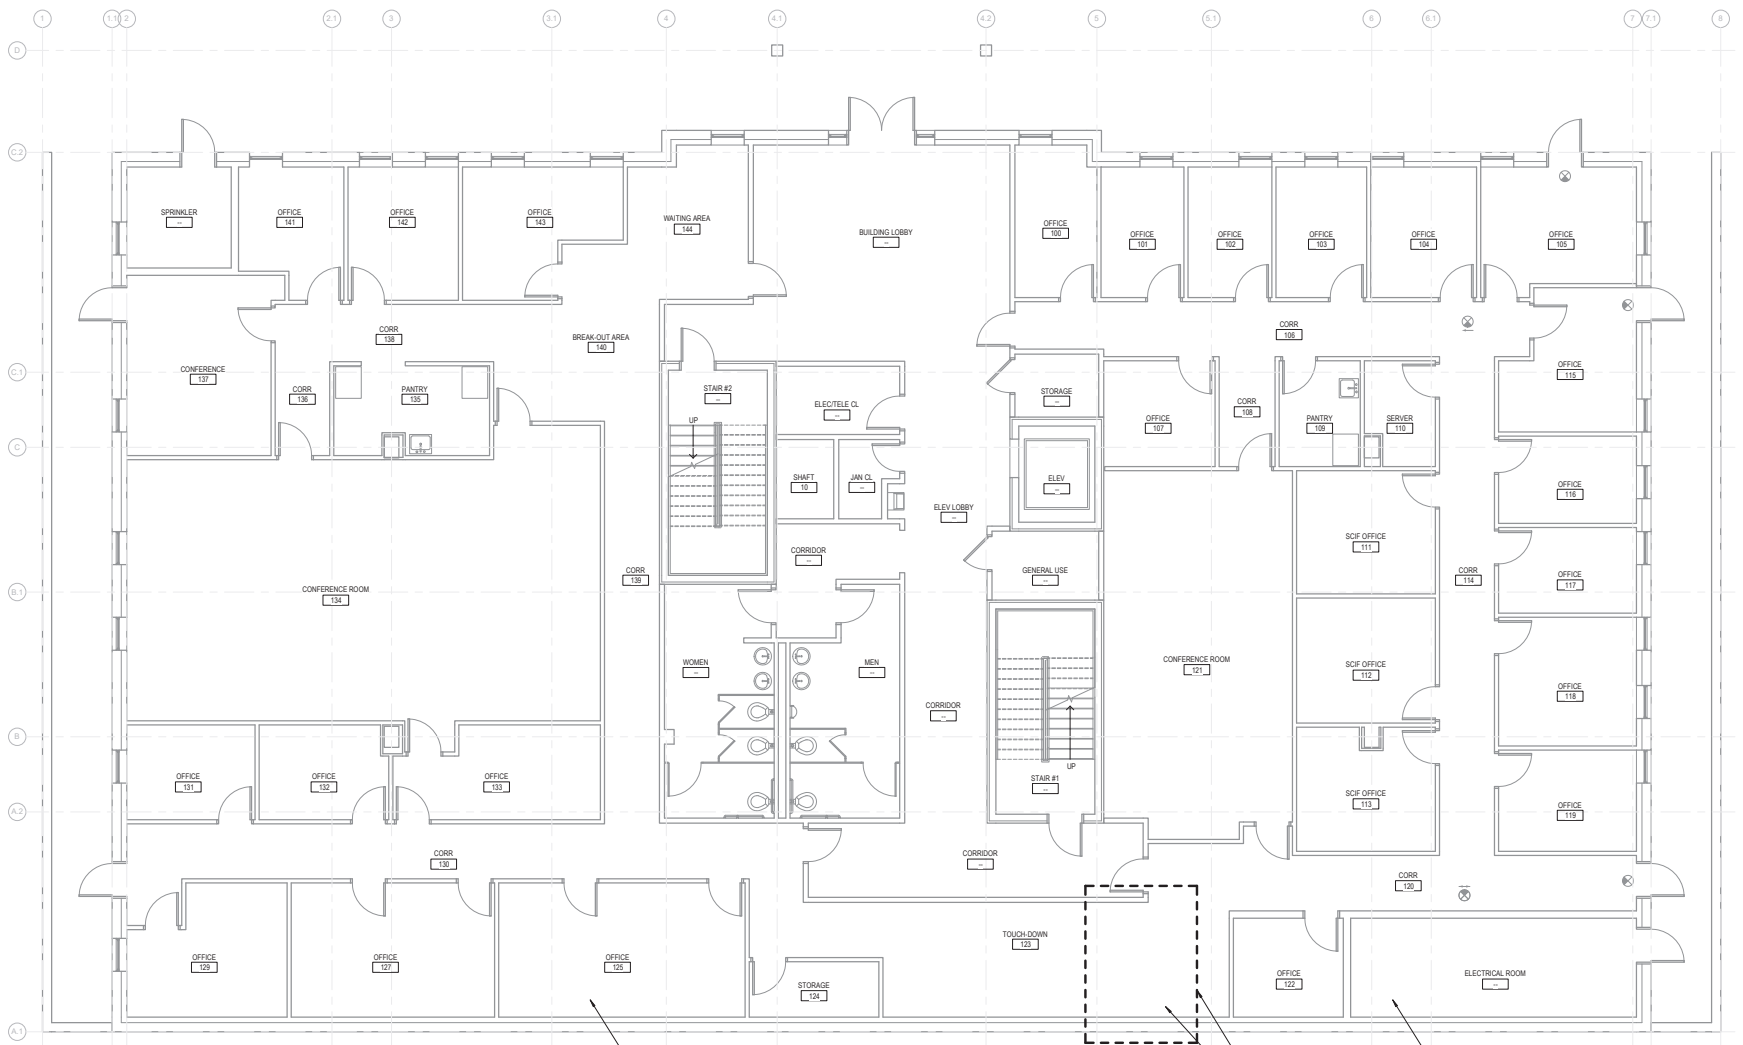 1
1.1
2
2.1
3
3.1
4
4.1
4.2
5
5.1
6
6.1
7
7.1
8
D
C.2
C.1
C
B.1
B
A.2
A.1
SPRINKLER
--
OFFICE
141
OFFICE
142
OFFICE
143
WAITING AREA
144
BUILDING LOBBY
--
OFFICE
100
OFFICE
101
OFFICE
102
OFFICE
103
OFFICE
104
OFFICE
105
CORR
138
BREAK-OUT AREA
140
CORR
106
CONFERENCE
137
CORR
136
PANTRY
135
STAIR #2
--
UP
ELEC/TELE CL
--
STORAGE
--
OFFICE
107
CORR
108
PANTRY
109
SERVER
110
OFFICE
115
SHAFT
10
JAN CL
--
ELEV
--
ELEV LOBBY
--
OFFICE
116
SCIF OFFICE
111
CORRIDOR
--
CORR
139
GENERAL USE
--
CORR
114
OFFICE
117
CONFERENCE ROOM
134
WOMEN
--
MEN
--
CONFERENCE ROOM
121
SCIF OFFICE
112
OFFICE
118
CORRIDOR
--
UP
STAIR #1
--
OFFICE
131
OFFICE
132
OFFICE
133
SCIF OFFICE
113
OFFICE
119
CORR
130
CORRIDOR
--
CORR
120
TOUCH-DOWN
123
OFFICE
129
OFFICE
127
OFFICE
125
STORAGE
124
OFFICE
122
ELECTRICAL ROOM
--